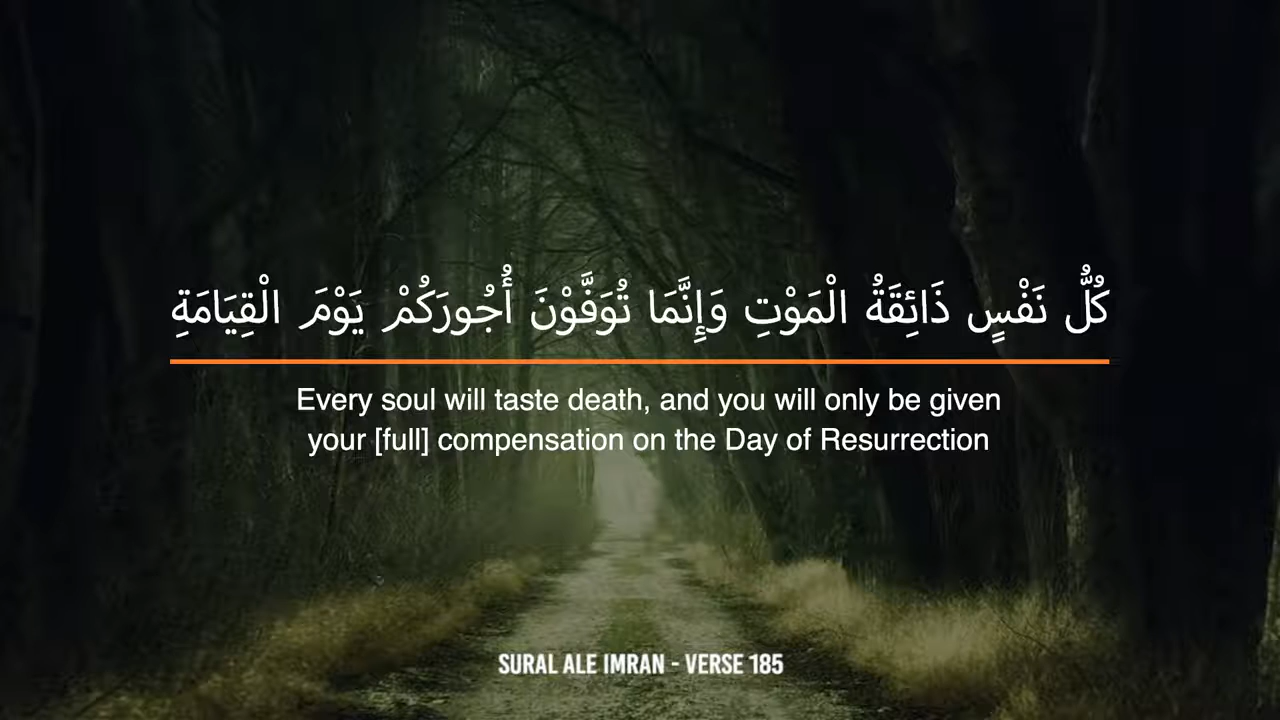 كُلُّ نَفْسٍ ذَائِقَةُ الْمَوْتِ وَإِنَّمَا تُوَفَّوْنَ أُجُورَكُمْ يَوْمَ الْقِيَامَةِ
Every soul will taste death, and you will only be given
your [full] compensation on the Day of Resurrection
SURAL ALE IMRAN - VERSE 185